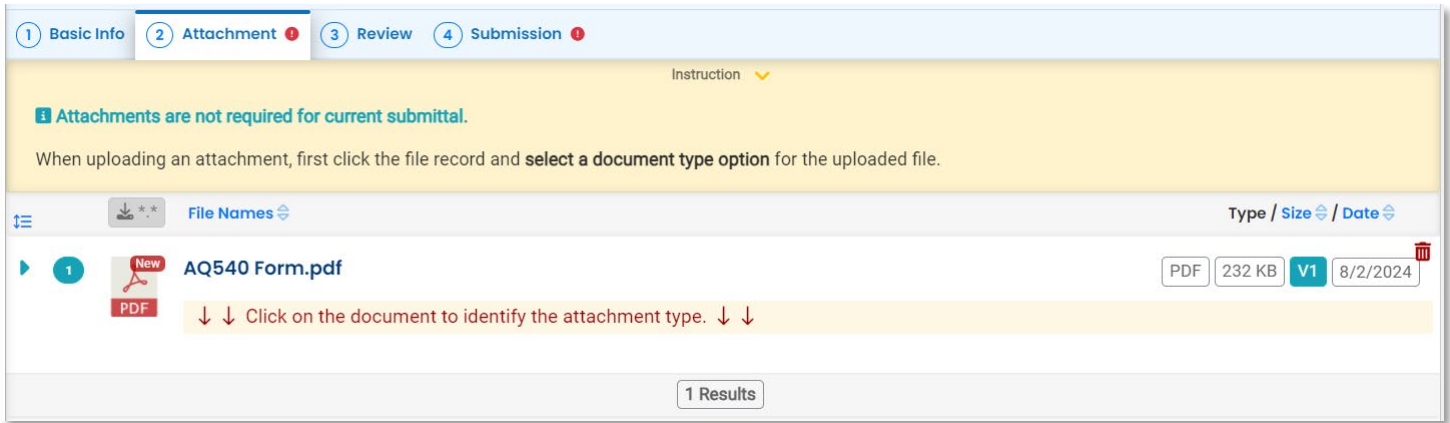 1 Basic Info 2 Attachment ! 3 Review 4 Submission !
Instruction
i Attachments are not required for current submittal.
When uploading an attachment, first click the file record and select a document type option for the uploaded file.
*.* File Names Type / Size / Date
1 New PDF AQ540 Form.pdf PDF 232 KB V1 8/2/2024
↓ ↓ Click on the document to identify the attachment type. ↓ ↓
1 Results